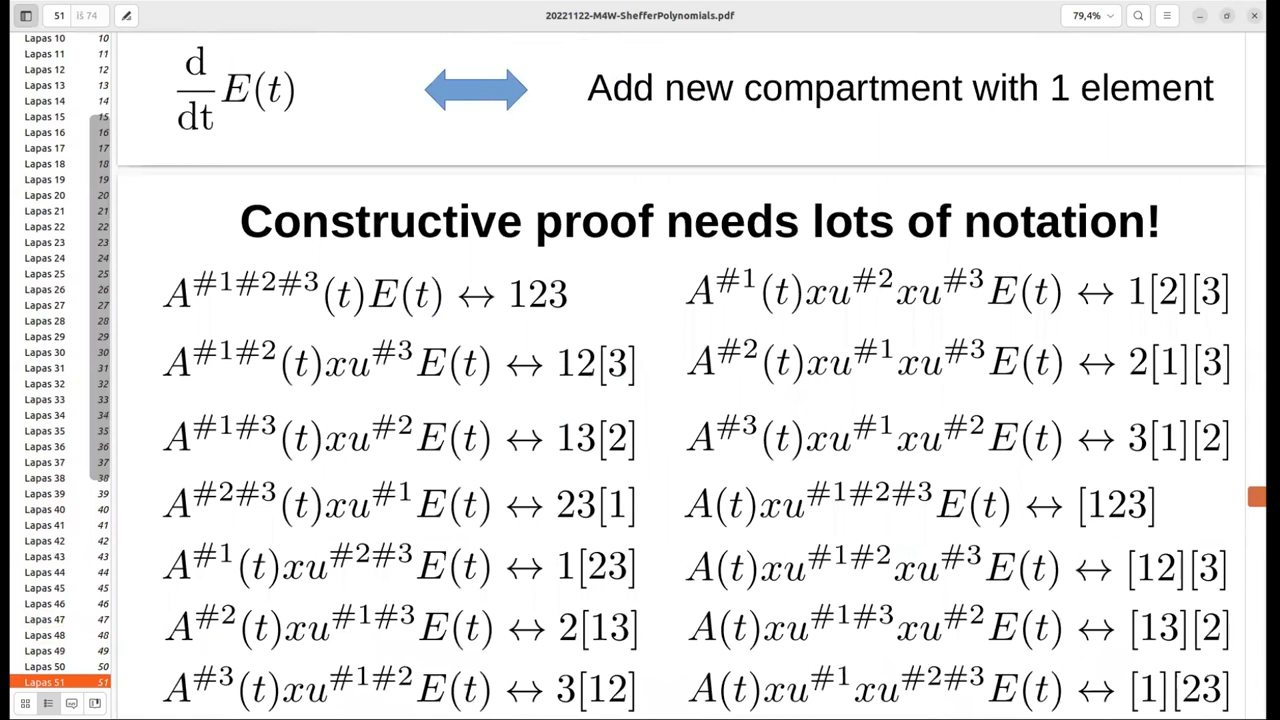 51 iš 74 20221122-M4W-ShefferPolynomials.pdf 79,4%
Lapas 10 10
Lapas 11 11
Lapas 12 12
Lapas 13 13
Lapas 14 14
Lapas 15 15
Lapas 16 16
Lapas 17 17
Lapas 18 18
Lapas 19 19
Lapas 20 20
Lapas 21 21
Lapas 22 22
Lapas 23 23
Lapas 24 24
Lapas 25 25
Lapas 26 26
Lapas 27 27
Lapas 28 28
Lapas 29 29
Lapas 30 30
Lapas 31 31
Lapas 32 32
Lapas 33 33
Lapas 34 34
Lapas 35 35
Lapas 36 36
Lapas 37 37
Lapas 38 38
Lapas 39 39
Lapas 40 40
Lapas 41 41
Lapas 42 42
Lapas 43 43
Lapas 44 44
Lapas 45 45
Lapas 46 46
Lapas 47 47
Lapas 48 48
Lapas 49 49
Lapas 50 50
Lapas 51 51
d/dt E(t) Add new compartment with 1 element
Constructive proof needs lots of notation!
A^{#1#2#3}(t)E(t) ↔ 123
A^{#1#2}(t)xu^{#3}E(t) ↔ 12[3]
A^{#1#3}(t)xu^{#2}E(t) ↔ 13[2]
A^{#2#3}(t)xu^{#1}E(t) ↔ 23[1]
A^{#1}(t)xu^{#2#3}E(t) ↔ 1[23]
A^{#2}(t)xu^{#1#3}E(t) ↔ 2[13]
A^{#3}(t)xu^{#1#2}E(t) ↔ 3[12]
A^{#1}(t)xu^{#2}xu^{#3}E(t) ↔ 1[2][3]
A^{#2}(t)xu^{#1}xu^{#3}E(t) ↔ 2[1][3]
A^{#3}(t)xu^{#1}xu^{#2}E(t) ↔ 3[1][2]
A(t)xu^{#1#2#3}E(t) ↔ [123]
A(t)xu^{#1#2}xu^{#3}E(t) ↔ [12][3]
A(t)xu^{#1#3}xu^{#2}E(t) ↔ [13][2]
A(t)xu^{#1}xu^{#2#3}E(t) ↔ [1][23]